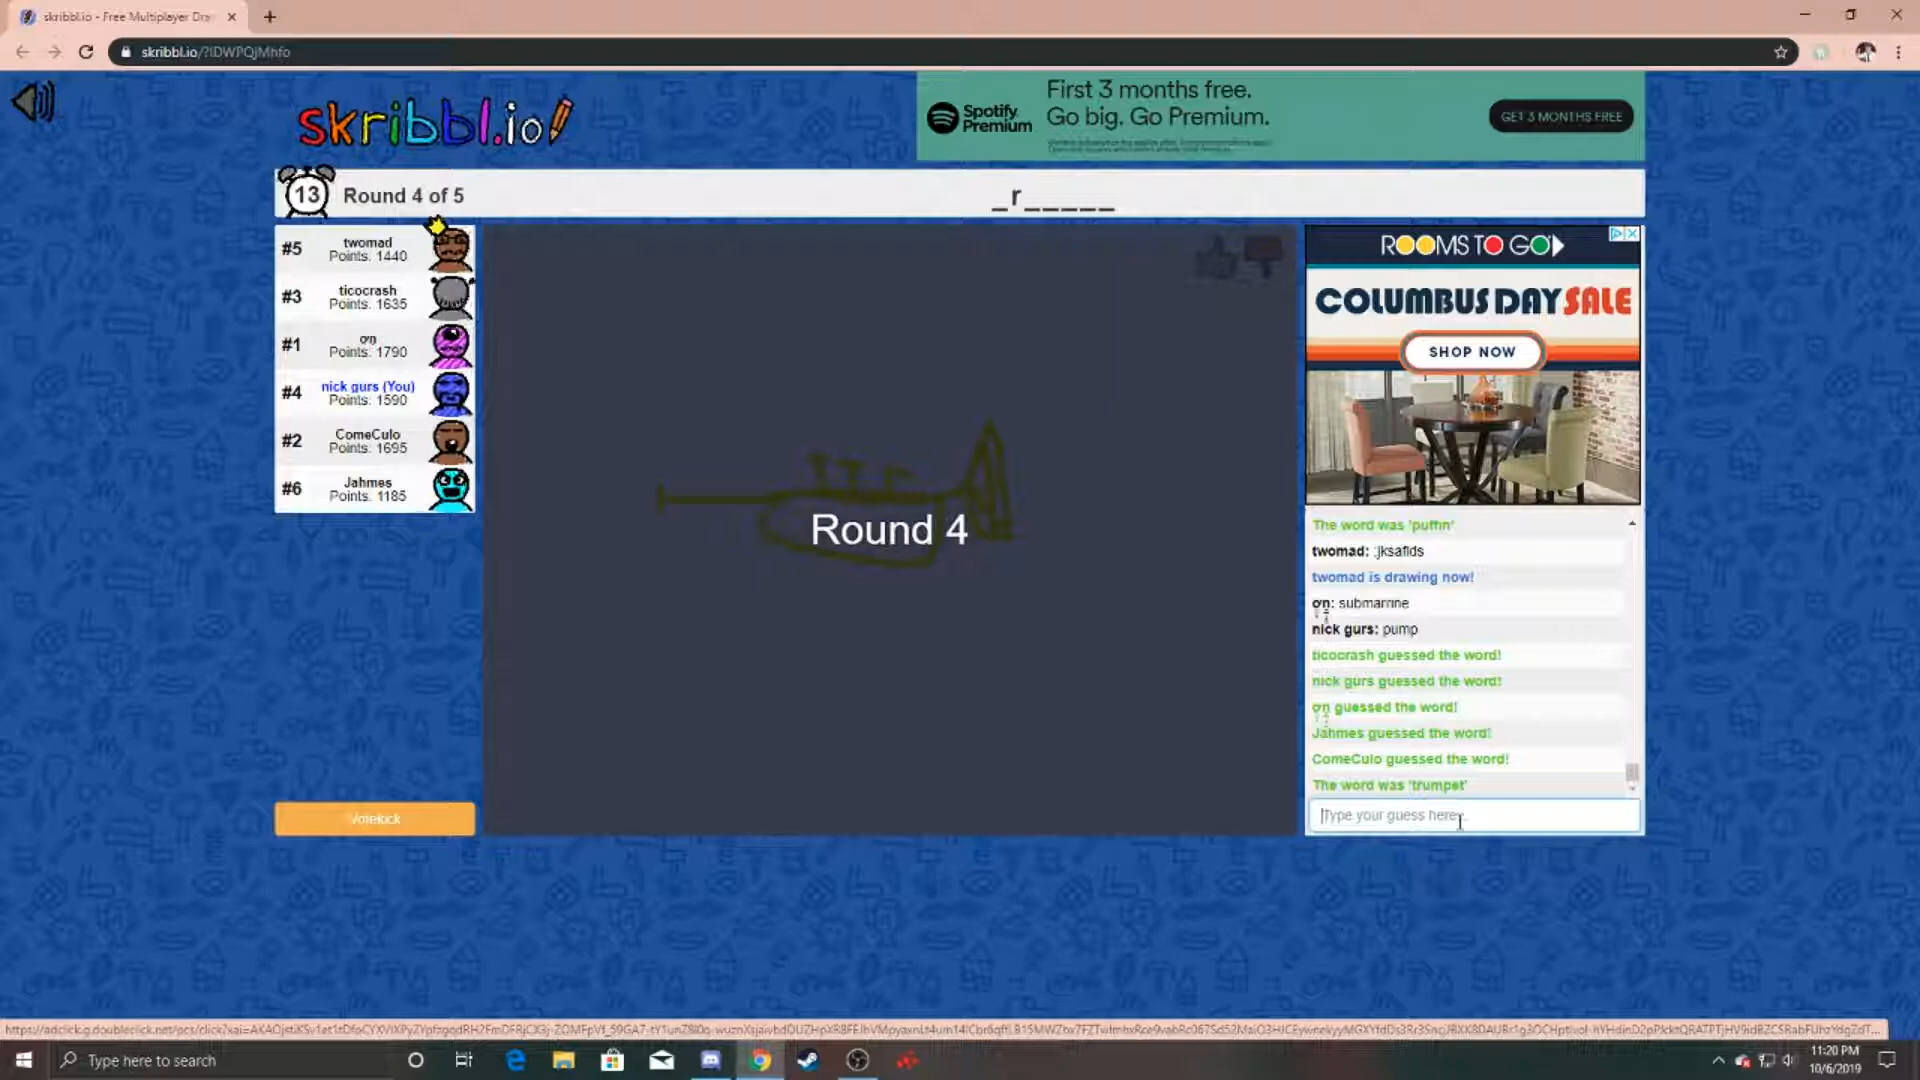 skribbl.io - Free Multiplayer Dra
skribbl.io/?IDWPQjMhfo
skribbl.io
Spotify Premium
First 3 months free.
Go big. Go Premium.
GET 3 MONTHS FREE
13
Round 4 of 5
_r_____
#5
twomad
Points: 1440
#3
ticocrash
Points: 1635
#1
Points: 1790
#4
nick gurs (You)
Points: 1590
#2
ComeCulo
Points: 1695
#6
Jahmes
Points: 1185
Votekick
Round 4
ROOMS TO GO
COLUMBUS DAY SALE
SHOP NOW
The word was 'puffin'
twomad: :jksaflds
twomad is drawing now!
submarrine
nick gurs: pump
ticocrash guessed the word!
nick gurs guessed the word!
guessed the word!
Jahmes guessed the word!
ComeCulo guessed the word!
The word was 'trumpet'
Type your guess here
Type here to search
11:20 PM
10/6/2019